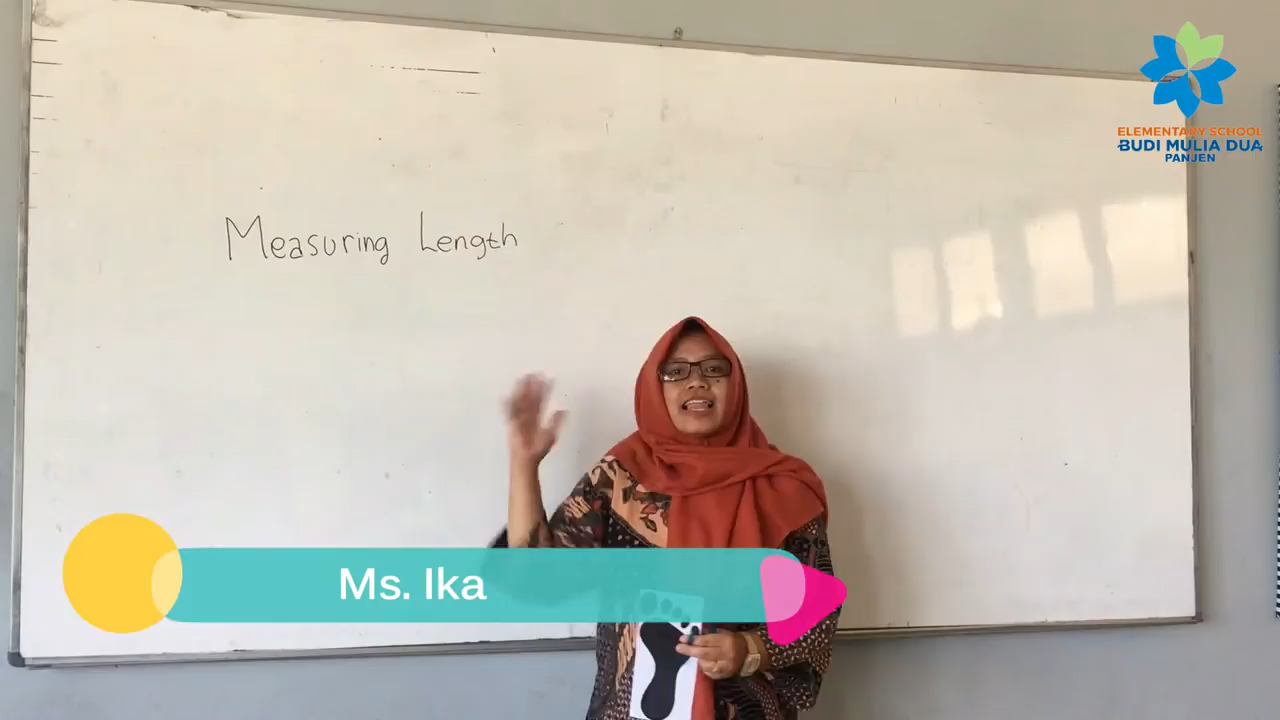 ELEMENTARY SCHOOL
BUDI MULIA DUA
PANJEN
Measuring Length
Ms. Ika